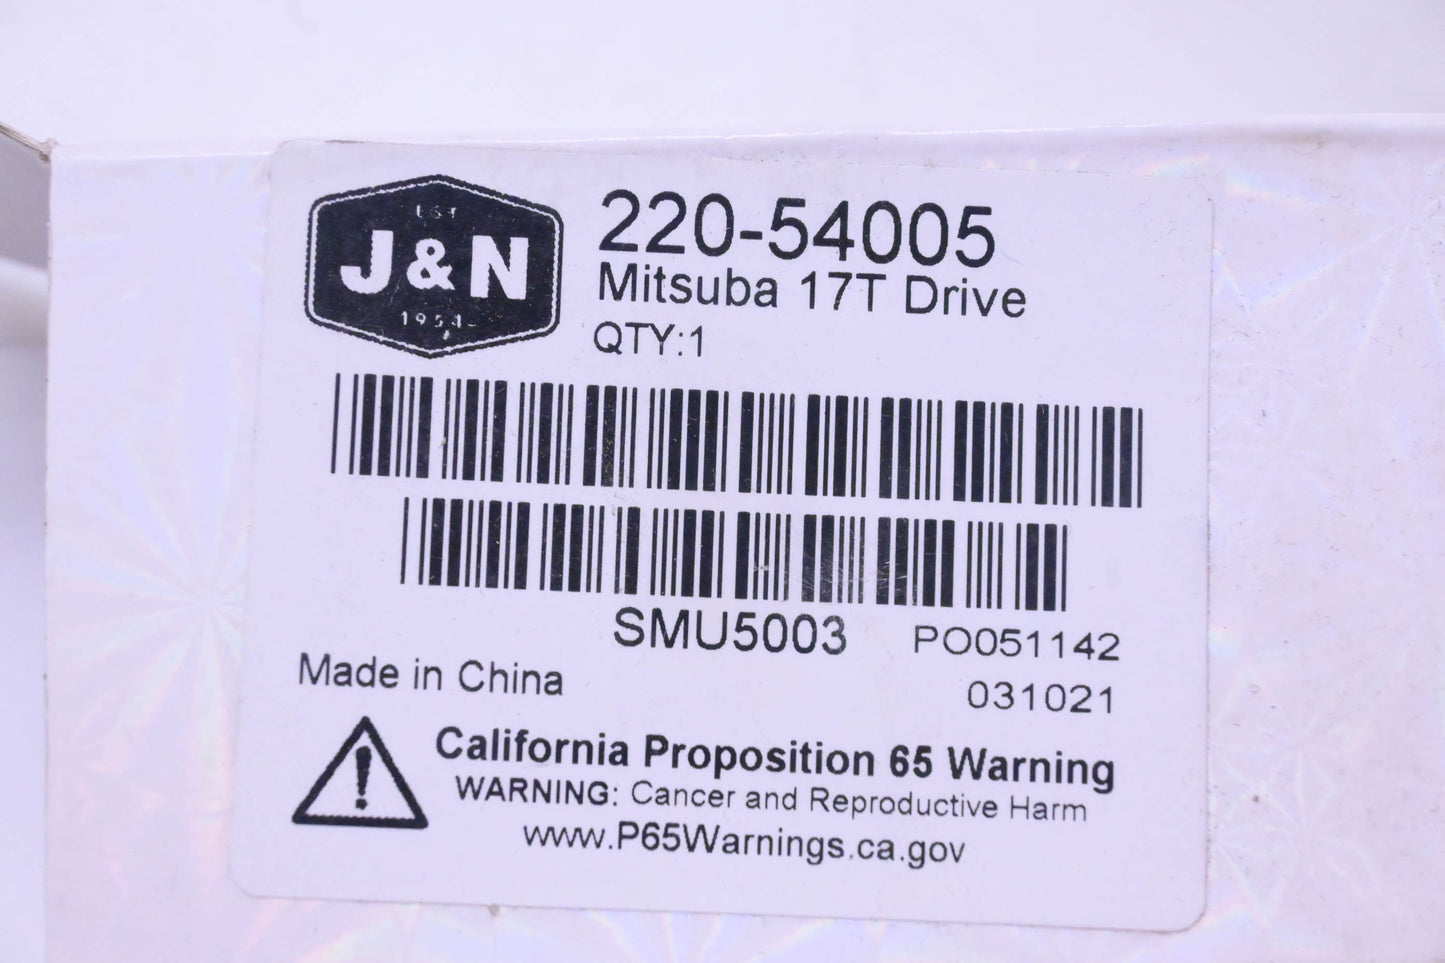 EST
J&N
1954
220-54005
Mitsuba 17T Drive
QTY:1
SMU5003
PO051142
Made in China
031021
California Proposition 65 Warning
WARNING: Cancer and Reproductive Harm
www.P65Warnings.ca.gov